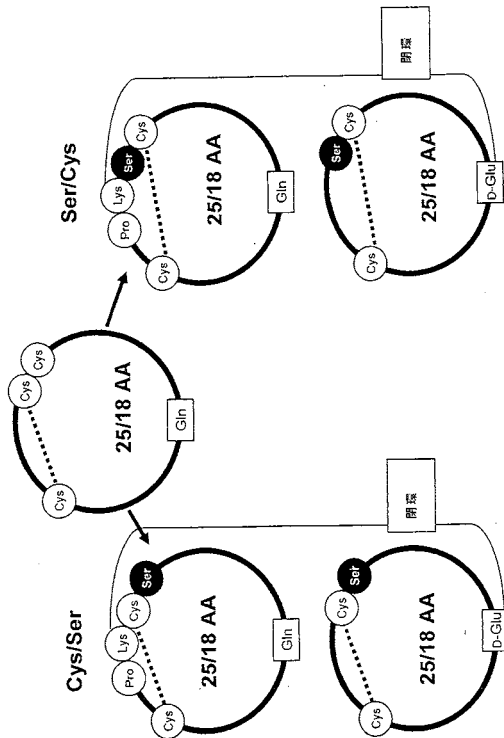 Cys
Cys
Cys
25/18 AA
Gln
Cys/Ser
Pro
Lys
Cys
Ser
Cys
25/18 AA
Gln
閉環
Cys
Ser
Cys
25/18 AA
D-Glu
Ser/Cys
Pro
Lys
Ser
Cys
Cys
25/18 AA
Gln
閉環
Ser
Cys
Cys
25/18 AA
D-Glu